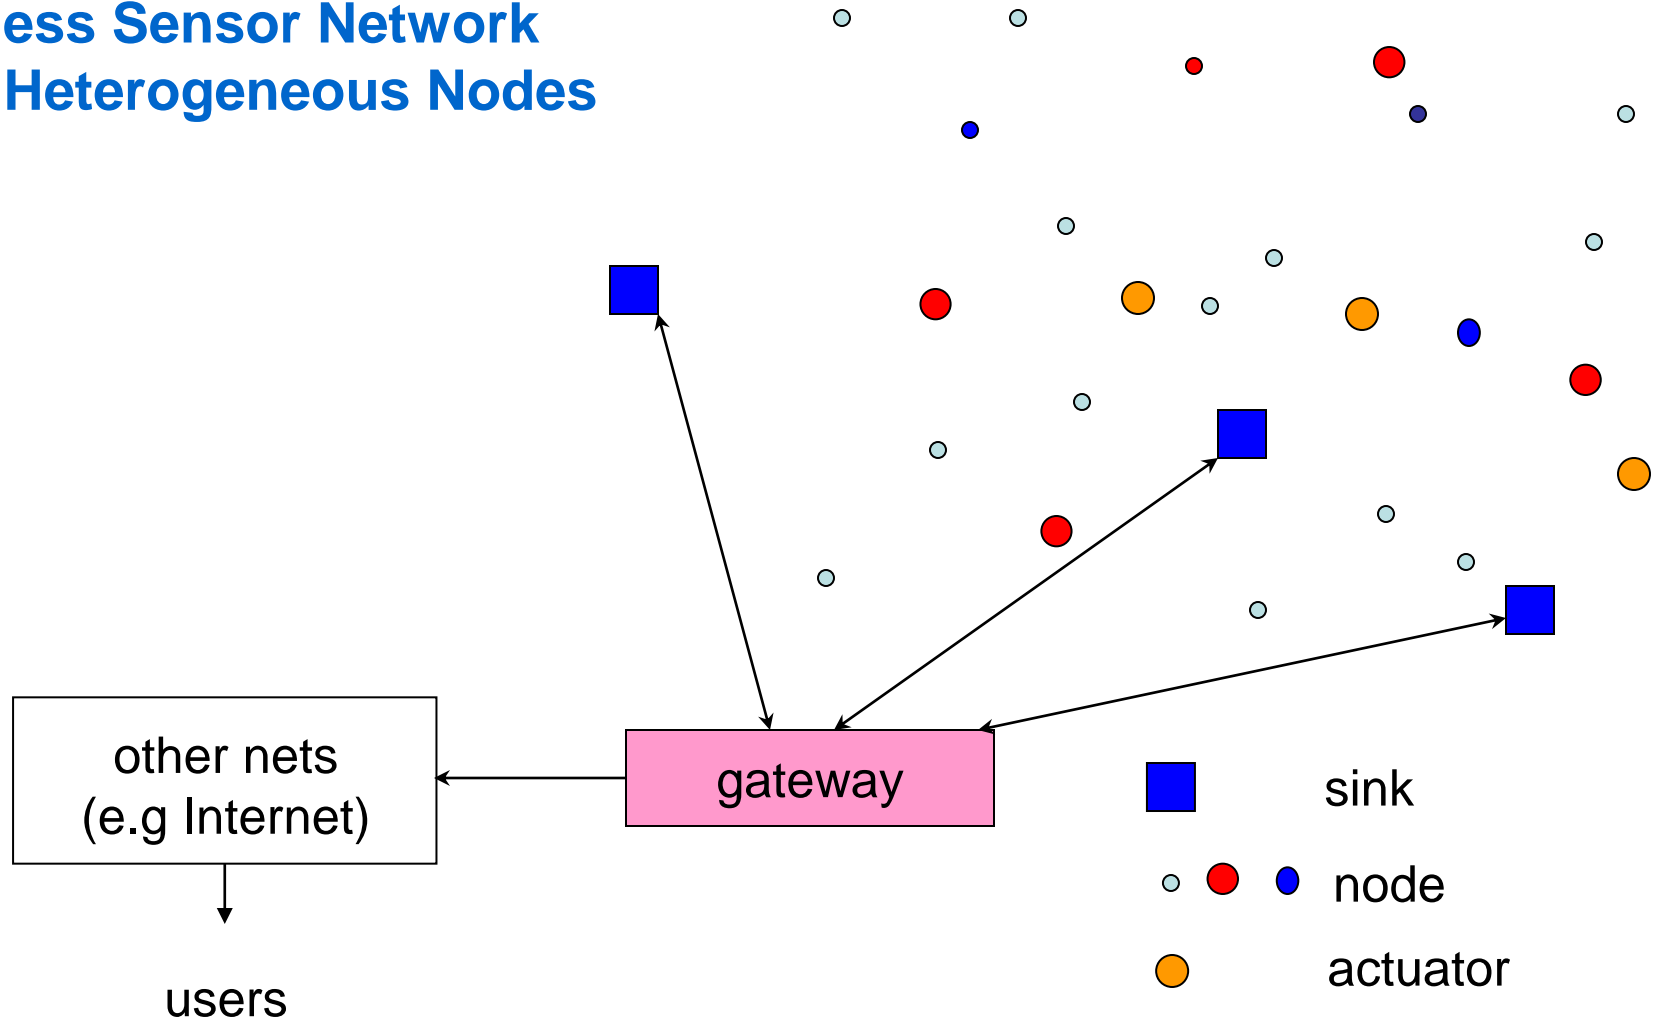 ess Sensor Network
Heterogeneous Nodes
other nets
(e.g Internet)
gateway
users
sink
node
actuator